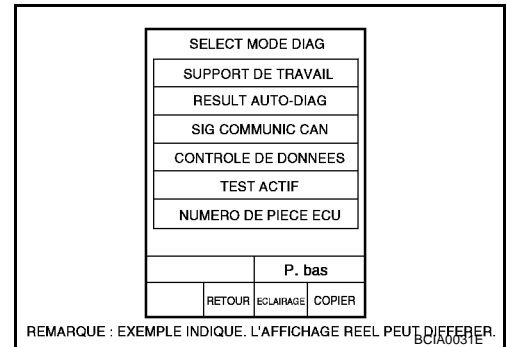 SELECT MODE DIAG
SUPPORT DE TRAVAIL
RESULT AUTO-DIAG
SIG COMMUNIC CAN
CONTROLE DE DONNEES
TEST ACTIF
NUMERO DE PIECE ECU
P. bas
RETOUR ECLAIRAGE COPIER
REMARQUE : EXEMPLE INDIQUE. L'AFFICHAGE REEL PEUT DIFFERER.
BCIA0031E